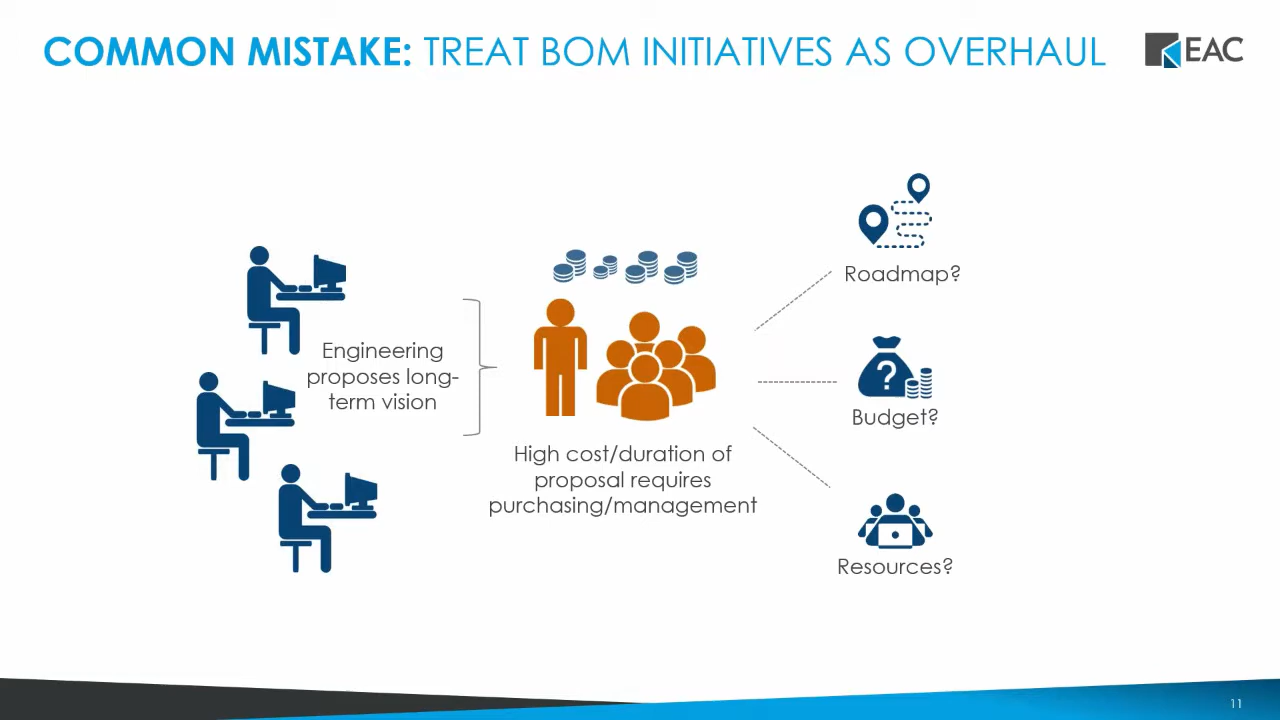 COMMON MISTAKE: TREAT BOM INITIATIVES AS OVERHAUL
EAC
Engineering
proposes long-
term vision
High cost/duration of
proposal requires
purchasing/management
Roadmap?
?
Budget?
Resources?
11